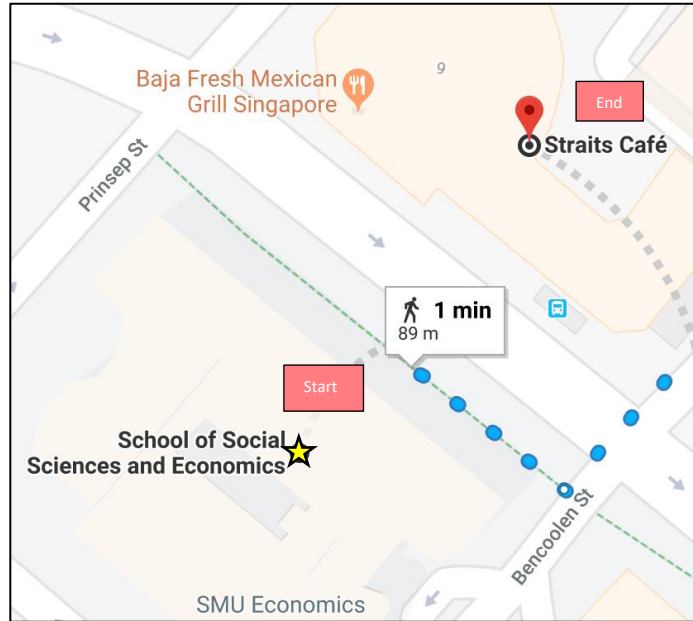 Baja Fresh Mexican
Grill Singapore
9
End
Straits Café
Prinsep St
1 min
89 m
Start
School of Social
Sciences and Economics
Bencoolen St
SMU Economics